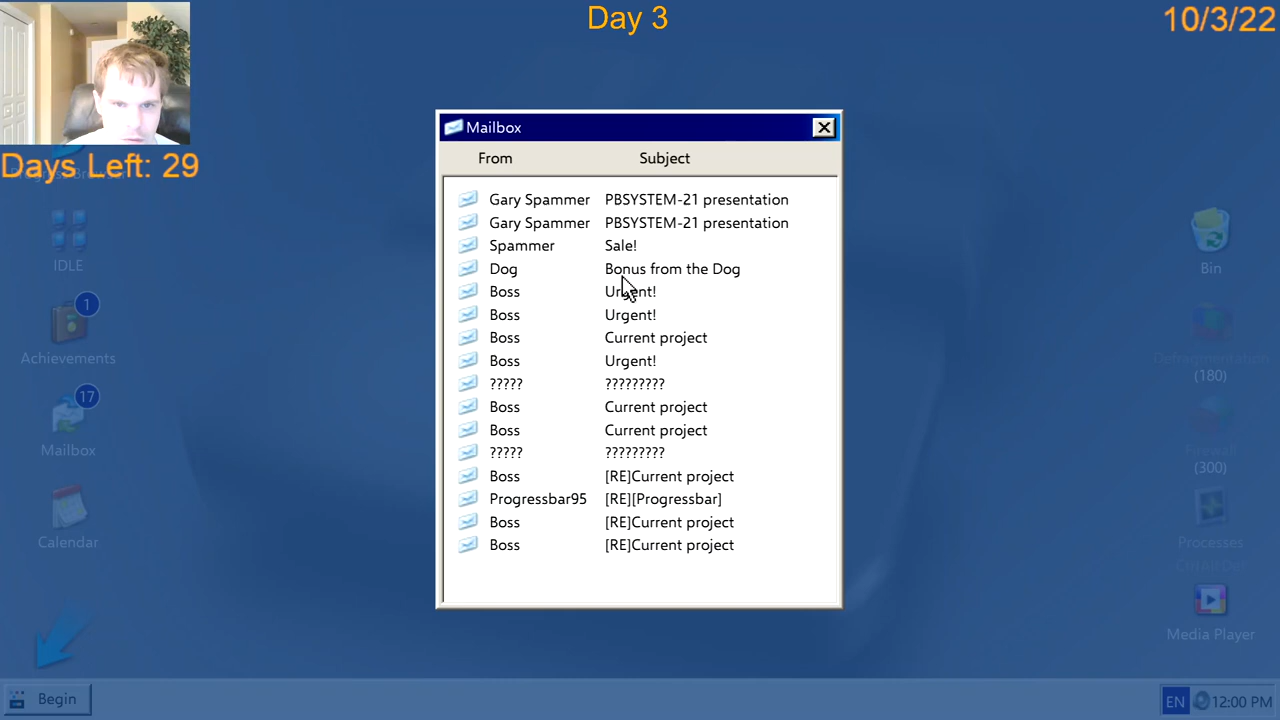 Day 3
10/3/22
Days Left: 29
Mailbox
From Subject
Gary Spammer PBSYSTEM-21 presentation
Gary Spammer PBSYSTEM-21 presentation
Spammer Sale!
Dog Bonus from the Dog
Boss Urgent!
Boss Urgent!
Boss Current project
Boss Urgent!
????? ?????????
Boss Current project
Boss Current project
????? ?????????
Boss [RE]Current project
Progressbar95 [RE][Progressbar]
Boss [RE]Current project
Boss [RE]Current project
IDLE
1
Achievements
17
Mailbox
Calendar
Bin
Defragmentation
(180)
Firewall
(300)
Processes
Media Player
Begin
EN 12:00 PM